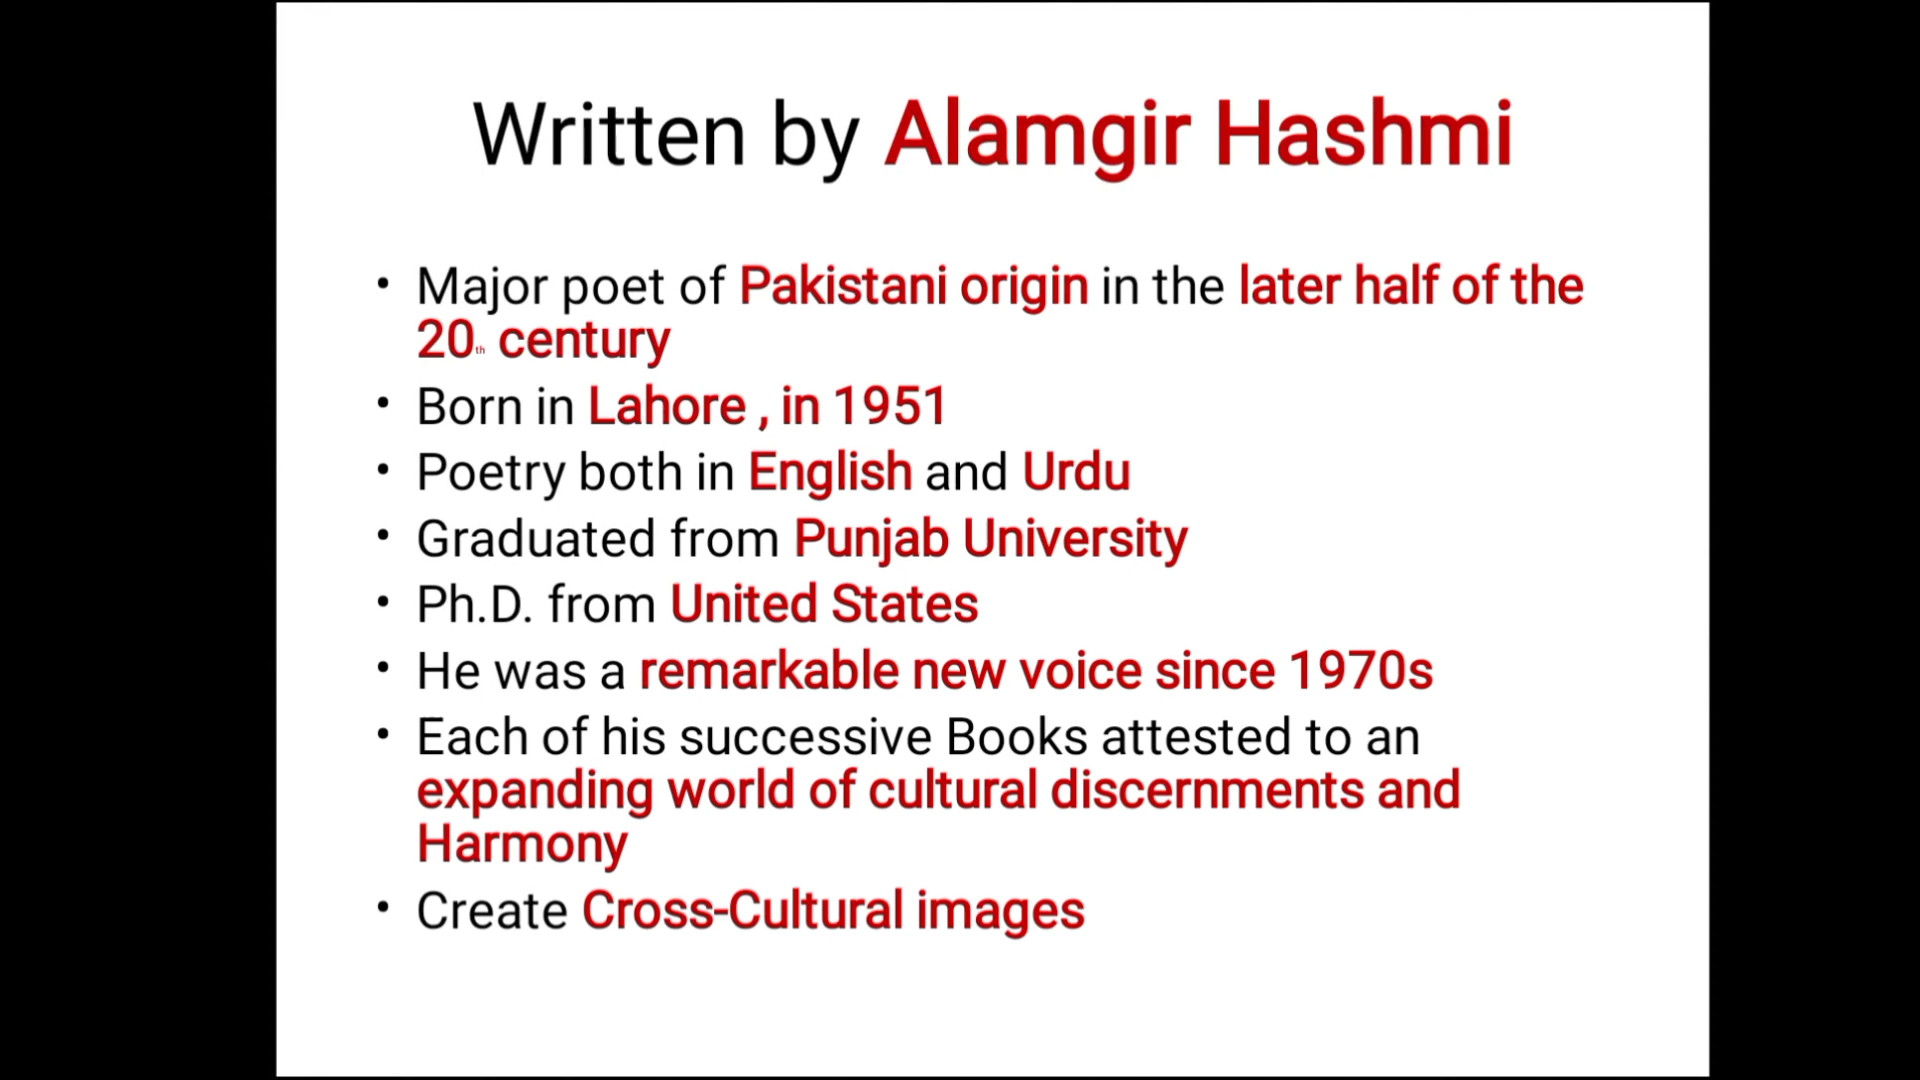 Written by Alamgir Hashmi
• Major poet of Pakistani origin in the later half of the
20th century
• Born in Lahore , in 1951
• Poetry both in English and Urdu
• Graduated from Punjab University
• Ph.D. from United States
• He was a remarkable new voice since 1970s
• Each of his successive Books attested to an
expanding world of cultural discernments and
Harmony
• Create Cross-Cultural images